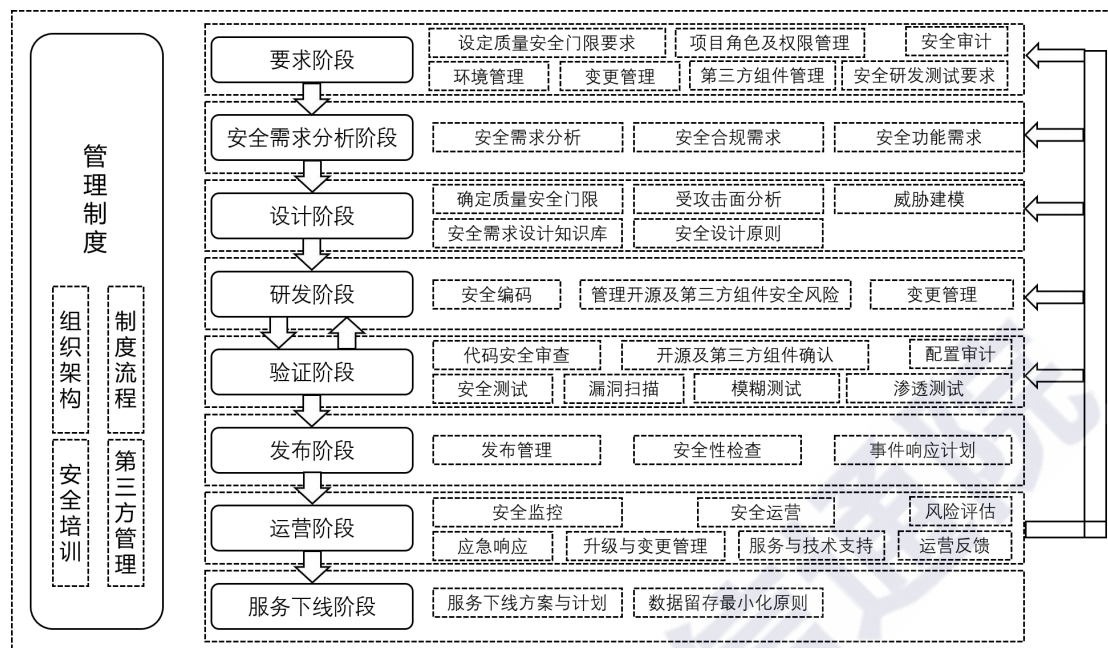 管理制度
组织架构
制度流程
安全培训
第三方管理
要求阶段
设定质量安全门限要求
项目角色及权限管理
安全审计
环境管理
变更管理
第三方组件管理
安全研发测试要求
安全需求分析阶段
安全需求分析
安全合规需求
安全功能需求
设计阶段
确定质量安全门限
受攻击面分析
威胁建模
安全需求设计知识库
安全设计原则
研发阶段
安全编码
管理开源及第三方组件安全风险
变更管理
验证阶段
代码安全审查
开源及第三方组件确认
配置审计
安全测试
漏洞扫描
模糊测试
渗透测试
发布阶段
发布管理
安全性检查
事件响应计划
运营阶段
安全监控
安全运营
风险评估
应急响应
升级与变更管理
服务与技术支持
运营反馈
服务下线阶段
服务下线方案与计划
数据留存最小化原则
信通院